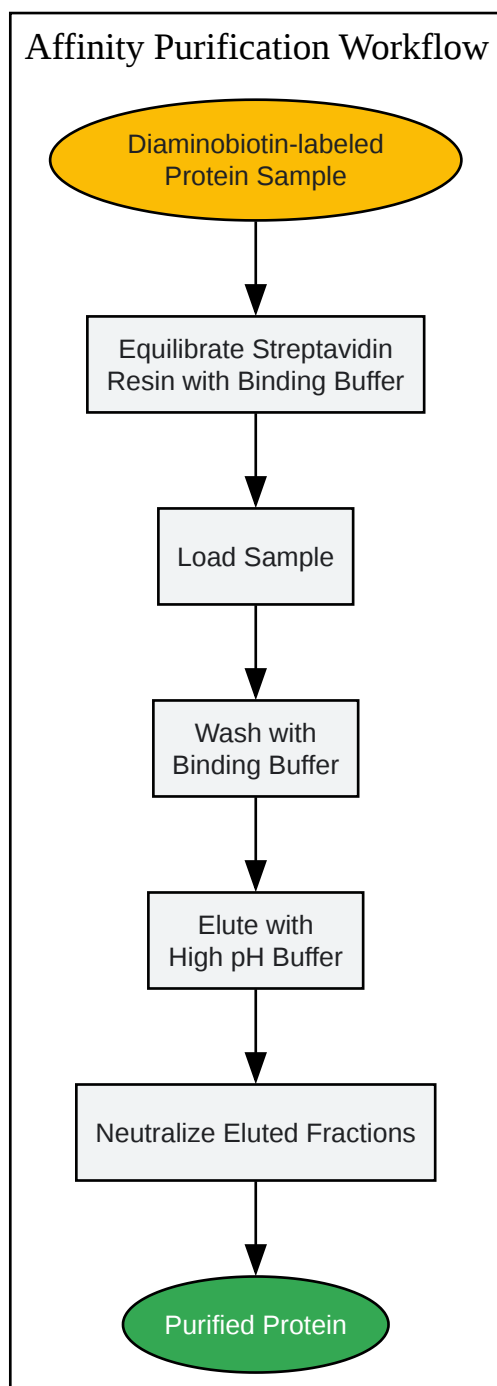 Affinity Purification Workflow
Diaminobiotin-labeled
Protein Sample
Equilibrate Streptavidin
Resin with Binding Buffer
Load Sample
Wash with
Binding Buffer
Elute with
High pH Buffer
Neutralize Eluted Fractions
Purified Protein